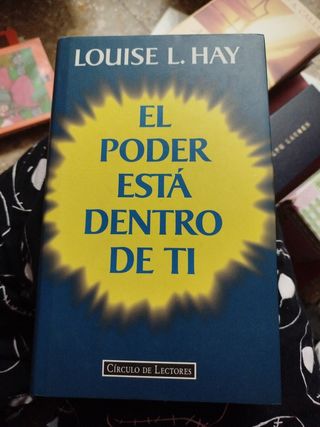 LOUISE L. HAY
EL
PODER
ESTÁ
DENTRO
DE TI
CÍRCULO DE LECTORES